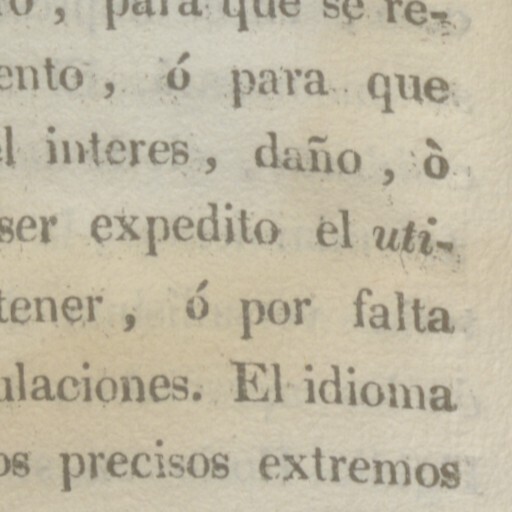 , para que se re-
ento, ó para que
el interes, daño, ò
ser expedito el uti-
tener, ó por falta
ulaciones. El idioma
os precisos extremos